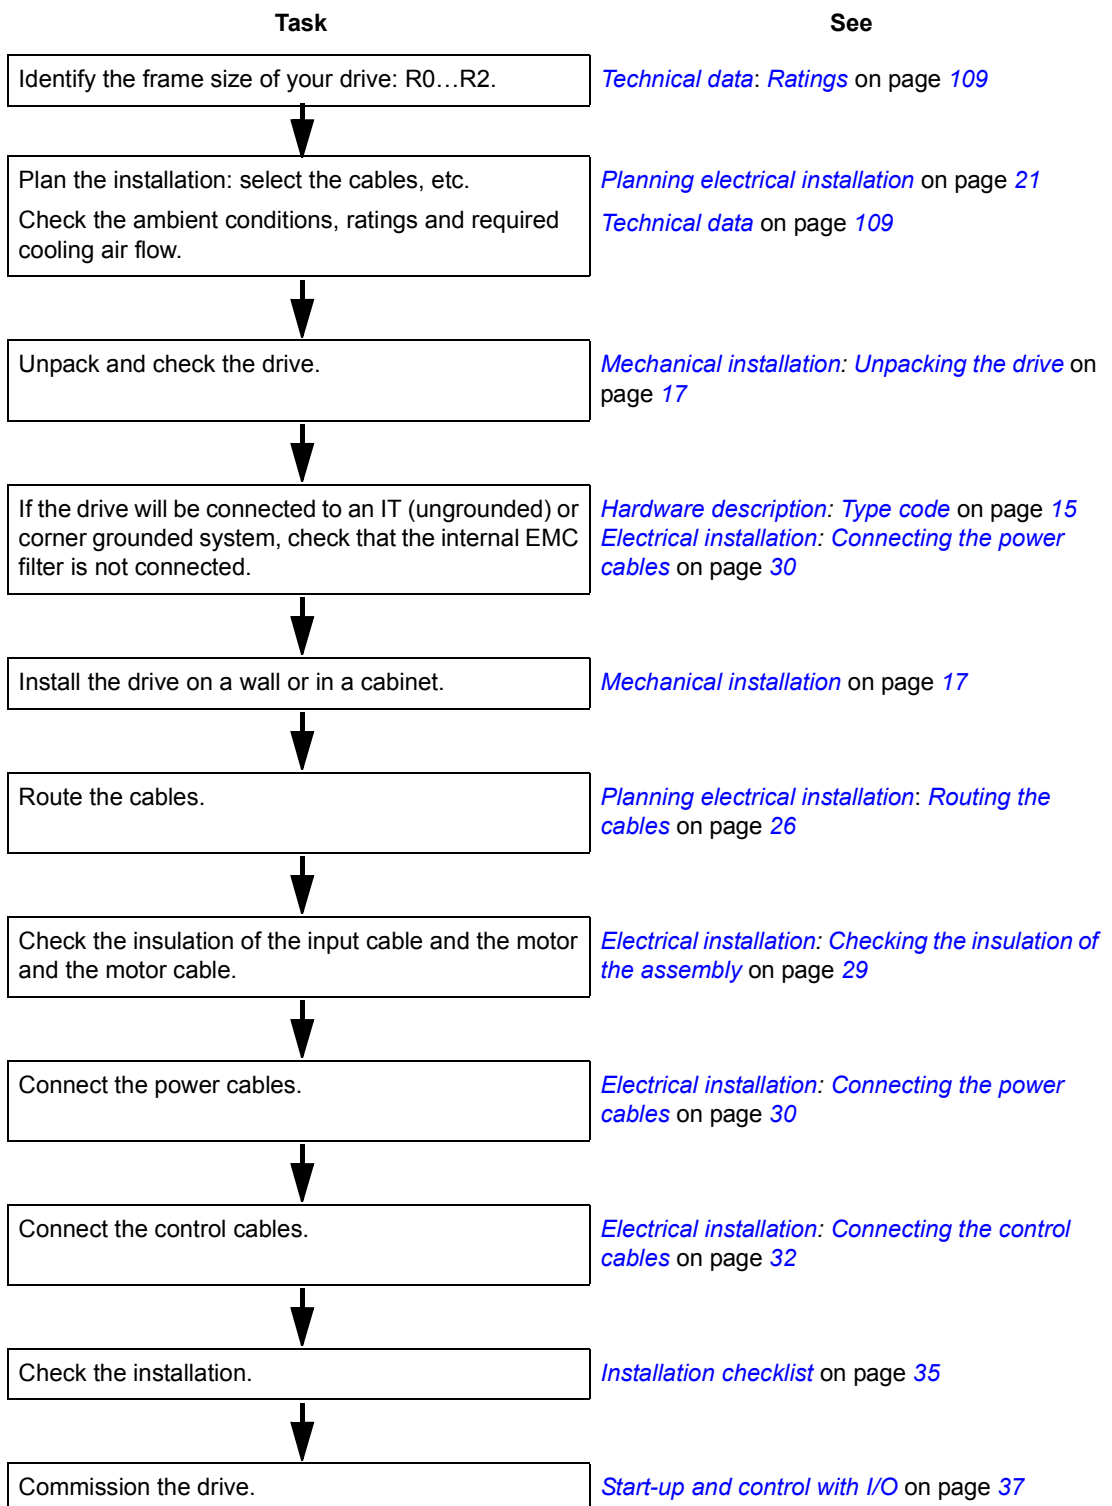 Task See
Identify the frame size of your drive: R0…R2. Technical data: Ratings on page 109
Plan the installation: select the cables, etc. Planning electrical installation on page 21
Check the ambient conditions, ratings and required Technical data on page 109
cooling air flow.
Unpack and check the drive. Mechanical installation: Unpacking the drive on
page 17
If the drive will be connected to an IT (ungrounded) or Hardware description: Type code on page 15
corner grounded system, check that the internal EMC Electrical installation: Connecting the power
filter is not connected. cables on page 30
Install the drive on a wall or in a cabinet. Mechanical installation on page 17
Route the cables. Planning electrical installation: Routing the
cables on page 26
Check the insulation of the input cable and the motor Electrical installation: Checking the insulation of
and the motor cable. the assembly on page 29
Connect the power cables. Electrical installation: Connecting the power
cables on page 30
Connect the control cables. Electrical installation: Connecting the control
cables on page 32
Check the installation. Installation checklist on page 35
Commission the drive. Start-up and control with I/O on page 37